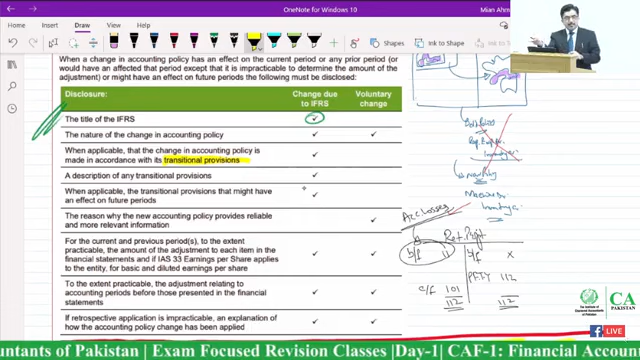 OneNote for Windows 10
Mian Ahm
Insert
Draw
View
Share
Shapes
Ink to Shape
Ink to
When a change in accounting policy has an effect on the current period or any prior period (or
would have an affected that period except that it is impracticable to determine the amount of the
adjustment) or might have an effect on future periods the following must be disclosed:
Disclosure:
Change due to IFRS
Voluntary change
The title of the IFRS ✓
The nature of the change in accounting policy ✓ ✓
When applicable, that the change in accounting policy is
made in accordance with its transitional provisions ✓
A description of any transitional provisions ✓
When applicable, the transitional provisions that might have
an effect on future periods ✓
The reason why the new accounting policy provides reliable
and more relevant information ✓
For the current and previous period(s), to the extent
practicable, the amount of the adjustment to each item in the
financial statements and if IAS 33 Earnings per Share applies
to the entity, for basic and diluted earnings per share ✓ ✓
To the extent practicable, the adjustment relating to
accounting periods before those presented in the financial
statements ✓ ✓
If retrospective application is impracticable, an explanation of
how the accounting policy change has been applied ✓ ✓
Acc losses
Ret. Profit
b/f 11 b/f x
PFTY 112
c/f 101
112 112
CA
PAKISTAN
LIVE
untants of Pakistan | Exam Focused Revision Classes |Day-1| CAF-1: Financial Accou